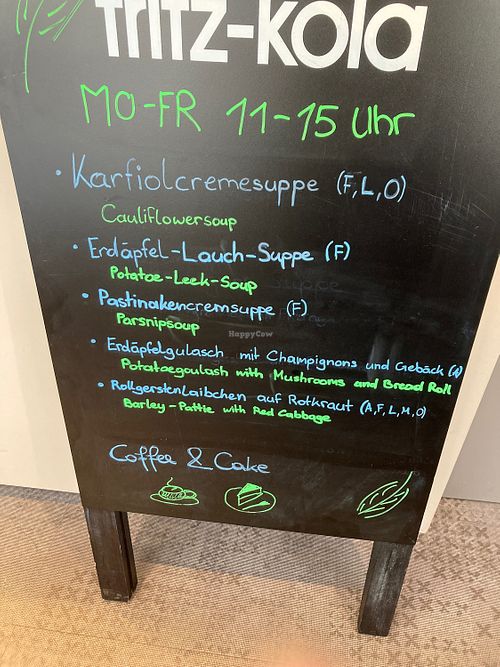 fritz-kola
MO-FR 11-15 Uhr
• Karfiolcremesuppe (F,L,O)
Cauliflowersoup
• Erdäpfel-Lauch-Suppe (F)
Potatoe-Leek-Soup
• Pastinakencremsuppe (F)
Parsnipsoup
• Erdäpfelgulasch mit Champignons und Gebäck (A)
Potatoegoulash with Mushrooms and Bread Roll
• Rollgerstenlaibchen auf Rotkraut (A,F,L,M,O)
Barley-Pattie with Red Cabbage
Coffee & Cake
HappyCow